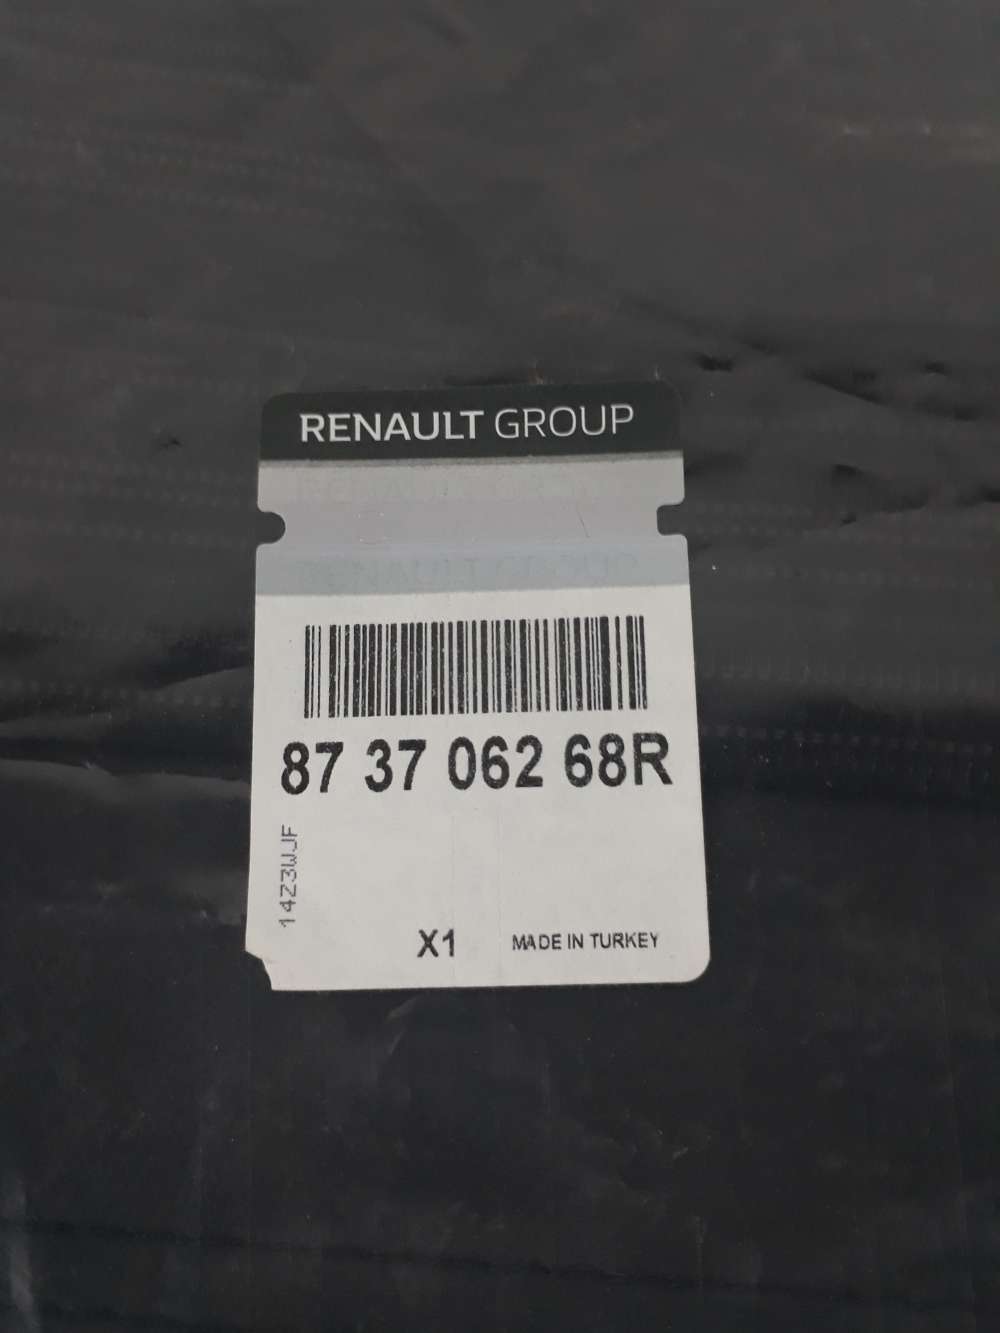 RENAULT GROUP
87 37 062 68R
14Z3WJF
X1
MADE IN TURKEY